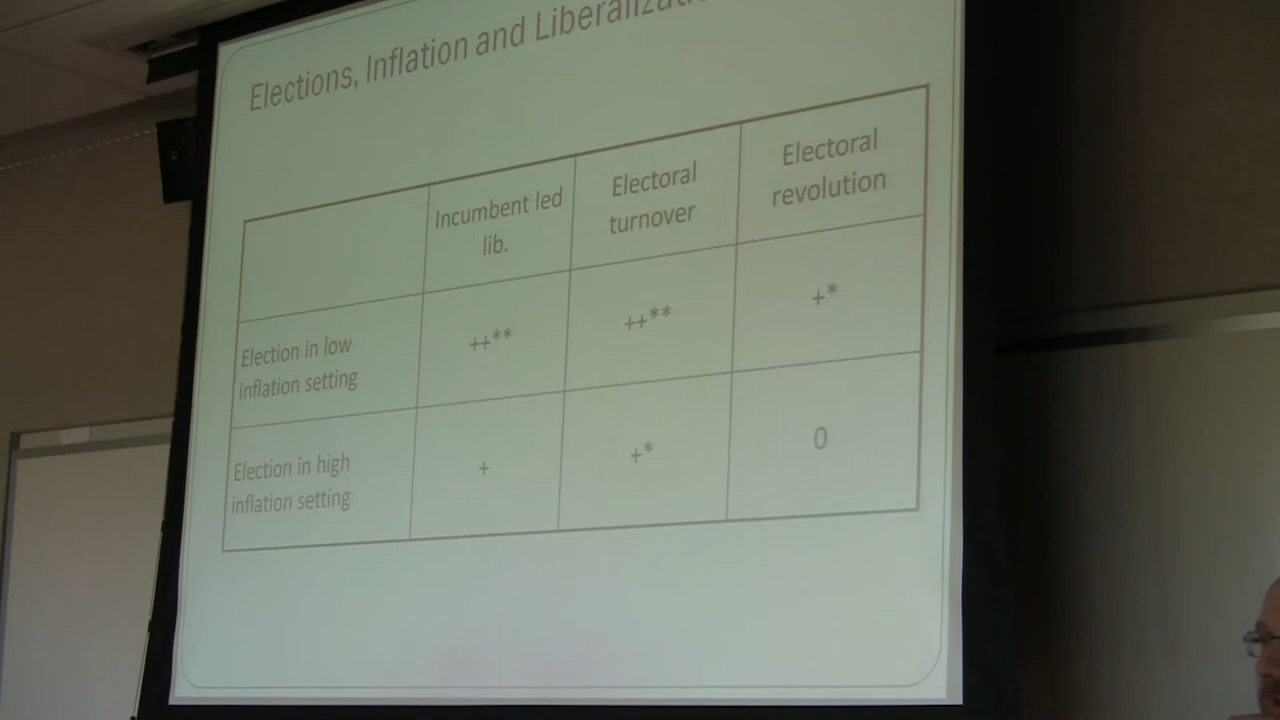 Elections, Inflation and
Incumbent led
lib.
Electoral
turnover
Electoral
revolution
Election in low
inflation setting
++**
++**
+*
Election in high
inflation setting
+
+*
0